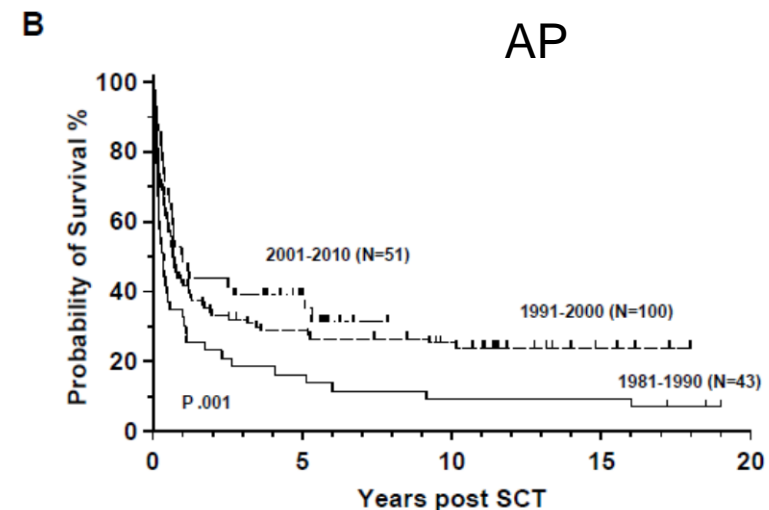 B
AP
Probability of Survival %
100
80
60
40
20
0
2001-2010 (N=51)
1991-2000 (N=100)
1981-1990 (N=43)
P .001
0 5 10 15 20
Years post SCT